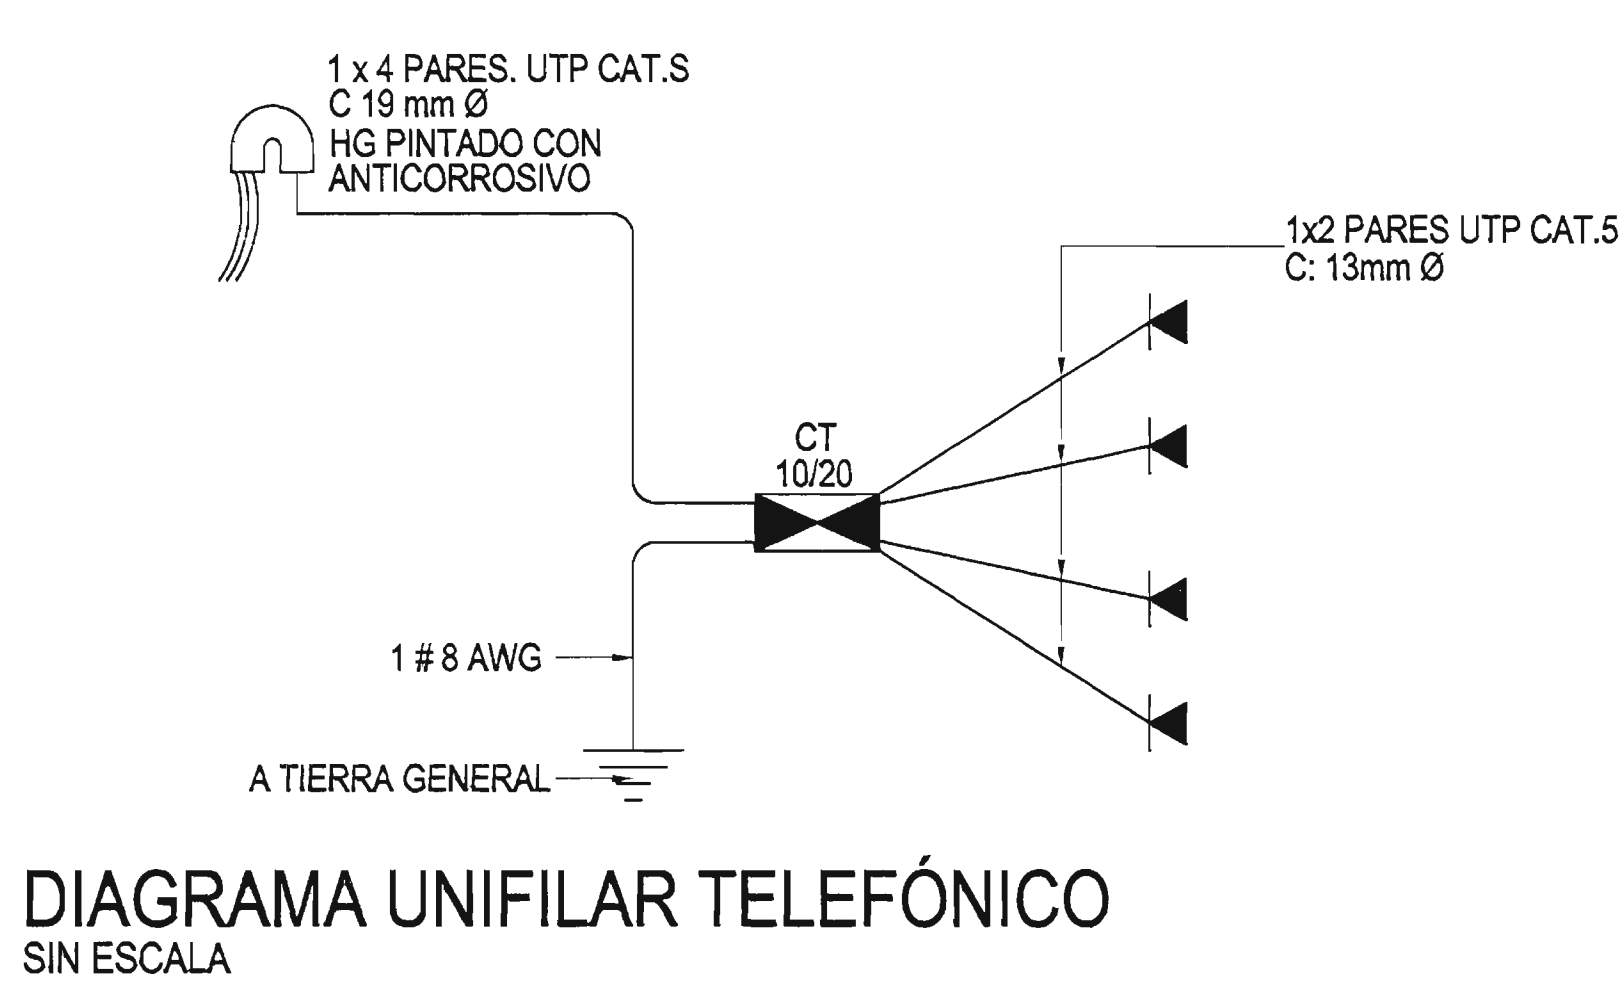 1 x 4 PARES. UTP CAT.S
C 19 mm Ø
HG PINTADO CON
ANTICORROSIVO
1x2 PARES UTP CAT.5
C: 13mm Ø
CT
10/20
1 # 8 AWG
A TIERRA GENERAL
DIAGRAMA UNIFILAR TELEFÓNICO
SIN ESCALA